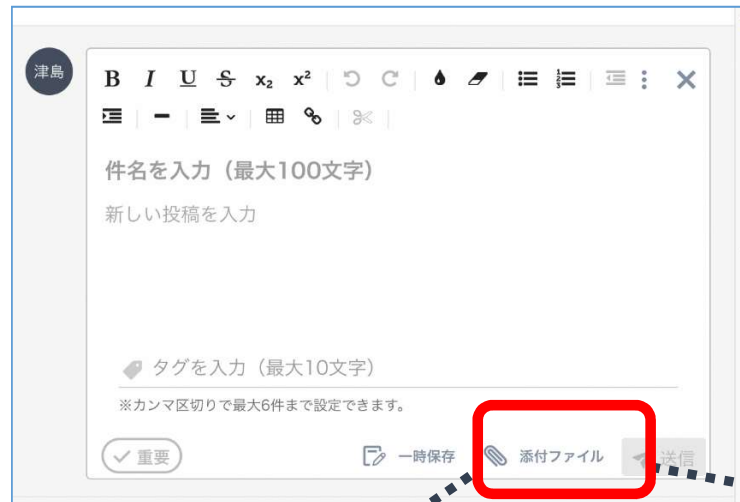 津島
B I U S x₂ x²
件名を入力（最大100文字）
新しい投稿を入力
タグを入力（最大10文字）
※カンマ区切りで最大6件まで設定できます。
重要 一時保存 添付ファイル 送信